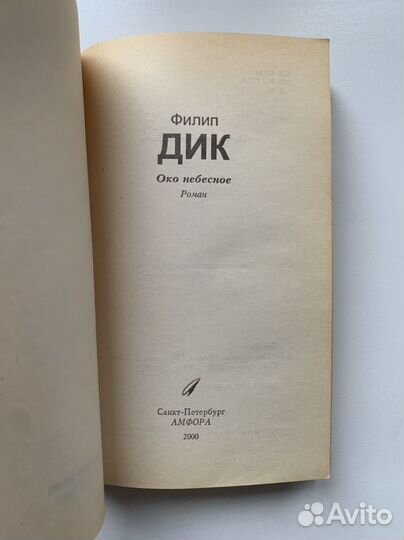 Филип
ДИК
Око небесное
Роман
Санкт-Петербург
АМФОРА
2000
Avito